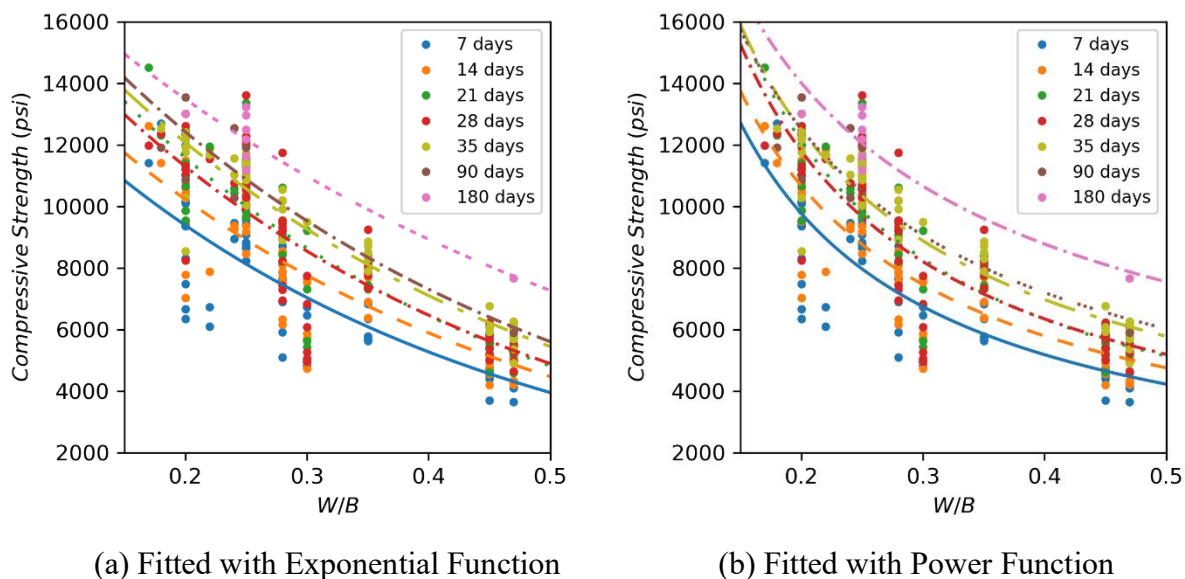 16000
14000
12000
10000
8000
6000
4000
2000
Compressive Strength (psi)
0.2
0.3
0.4
0.5
W/B
7 days
14 days
21 days
28 days
35 days
90 days
180 days
(a) Fitted with Exponential Function
16000
14000
12000
10000
8000
6000
4000
2000
Compressive Strength (psi)
0.2
0.3
0.4
0.5
W/B
7 days
14 days
21 days
28 days
35 days
90 days
180 days
(b) Fitted with Power Function